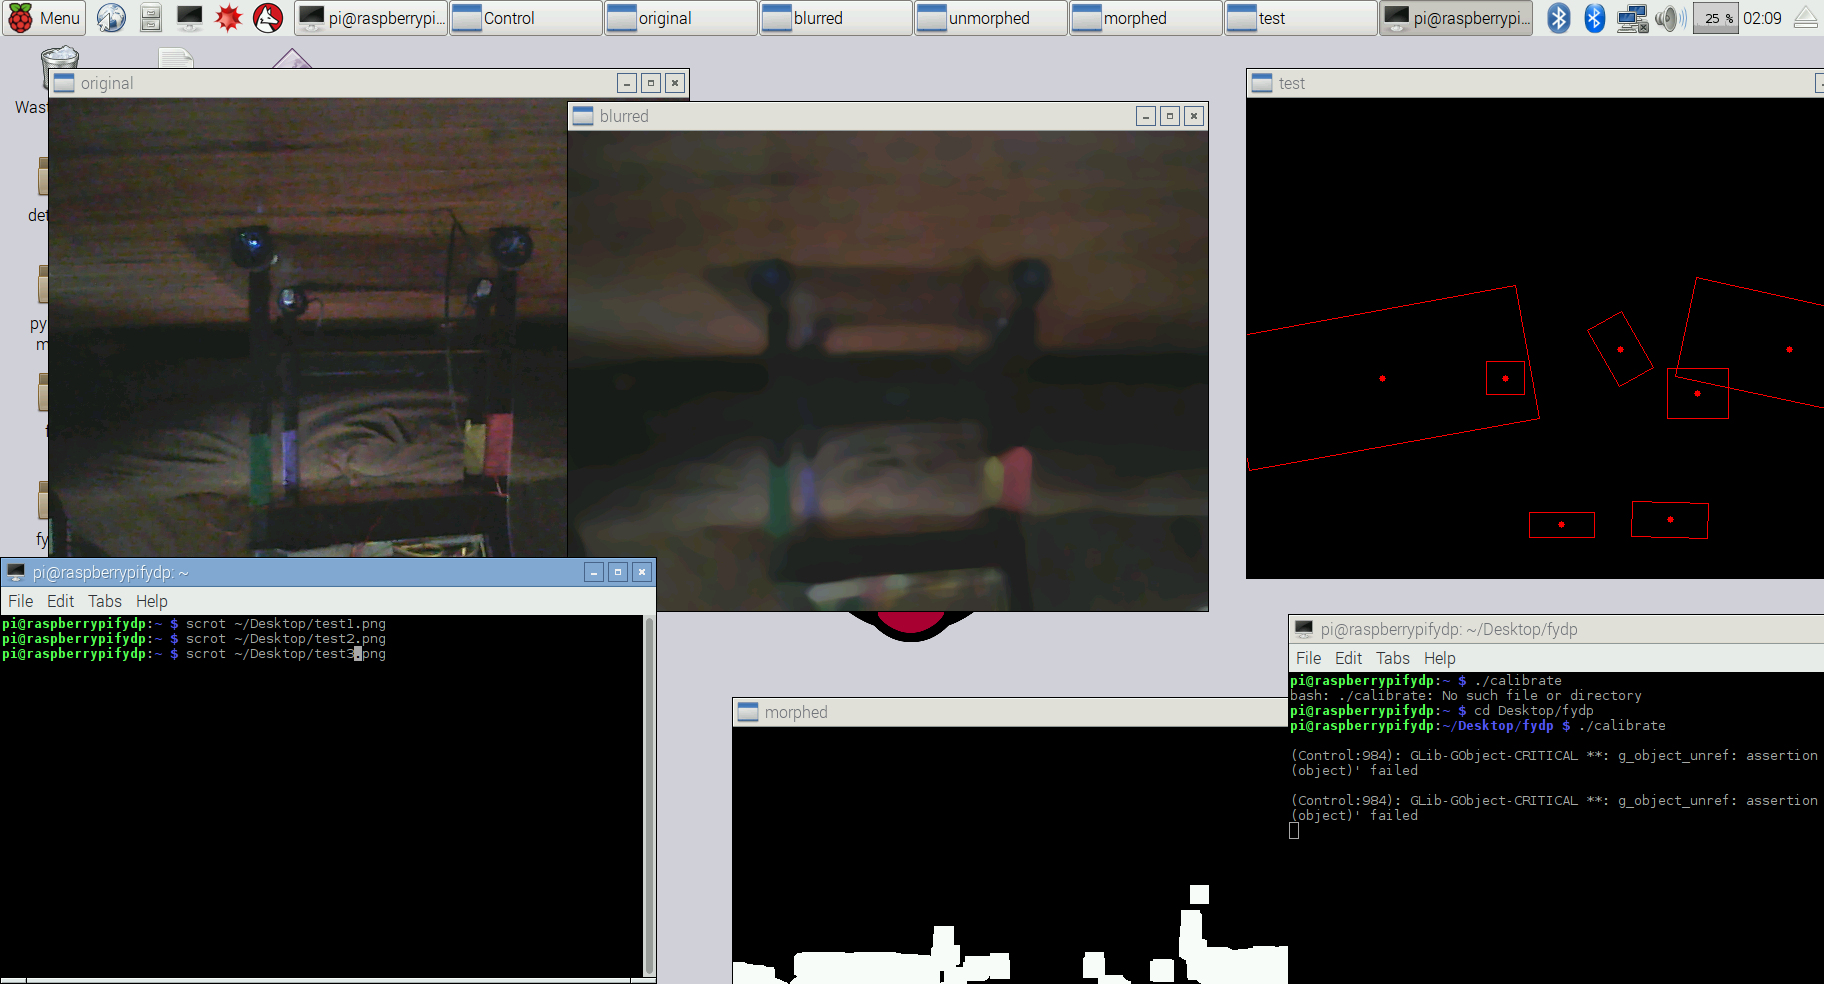 Menu
pi@raspberrypi...
Control
original
blurred
unmorphed
morphed
test
pi@raspberrypi...
25 %
02:09
Was
det
py
m
f
fy
original
blurred
test
pi@raspberrypifydp: ~
File Edit Tabs Help
pi@raspberrypifydp:~ $ scrot ~/Desktop/test1.png
pi@raspberrypifydp:~ $ scrot ~/Desktop/test2.png
pi@raspberrypifydp:~ $ scrot ~/Desktop/test3.png
morphed
pi@raspberrypifydp: ~/Desktop/fydp
File Edit Tabs Help
pi@raspberrypifydp:~ $ ./calibrate
bash: ./calibrate: No such file or directory
pi@raspberrypifydp:~ $ cd Desktop/fydp
pi@raspberrypifydp:~/Desktop/fydp $ ./calibrate
(Control:984): GLib-GObject-CRITICAL **: g_object_unref: assertion
(object)' failed
(Control:984): GLib-GObject-CRITICAL **: g_object_unref: assertion
(object)' failed